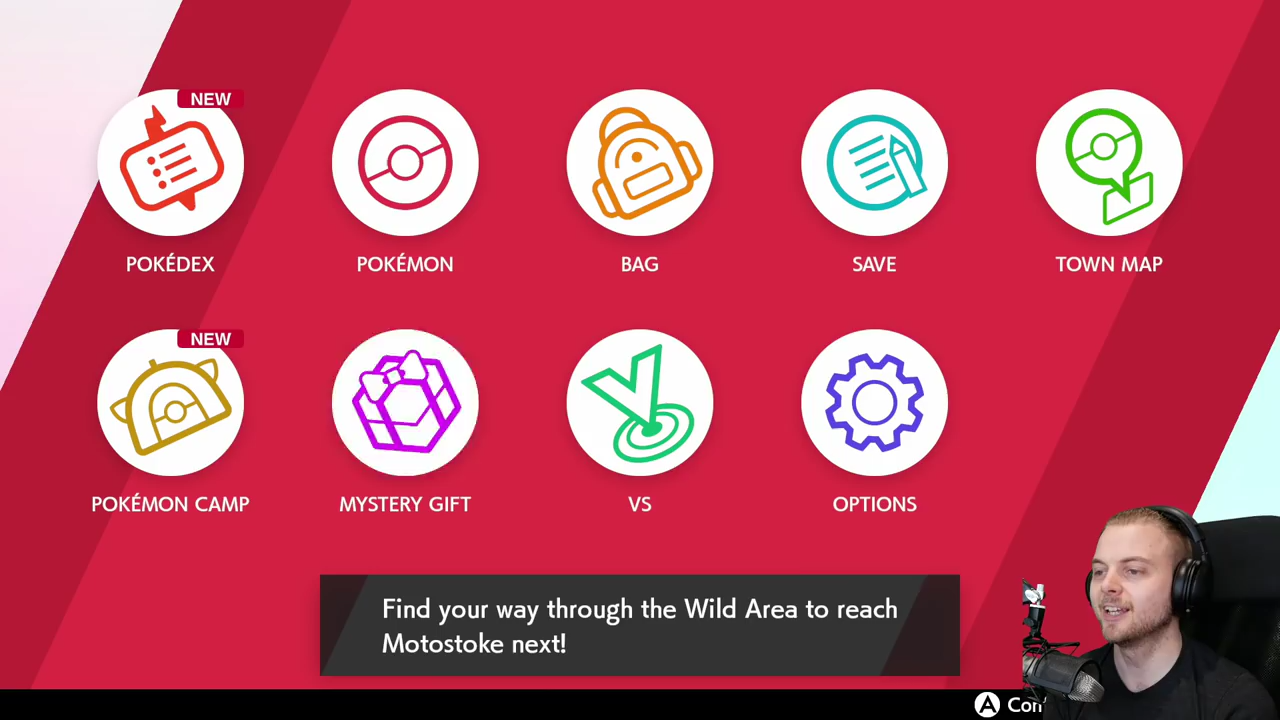 NEW
POKÉDEX
POKÉMON
BAG
SAVE
TOWN MAP
NEW
POKÉMON CAMP
MYSTERY GIFT
VS
OPTIONS
Find your way through the Wild Area to reach
Motostoke next!
A